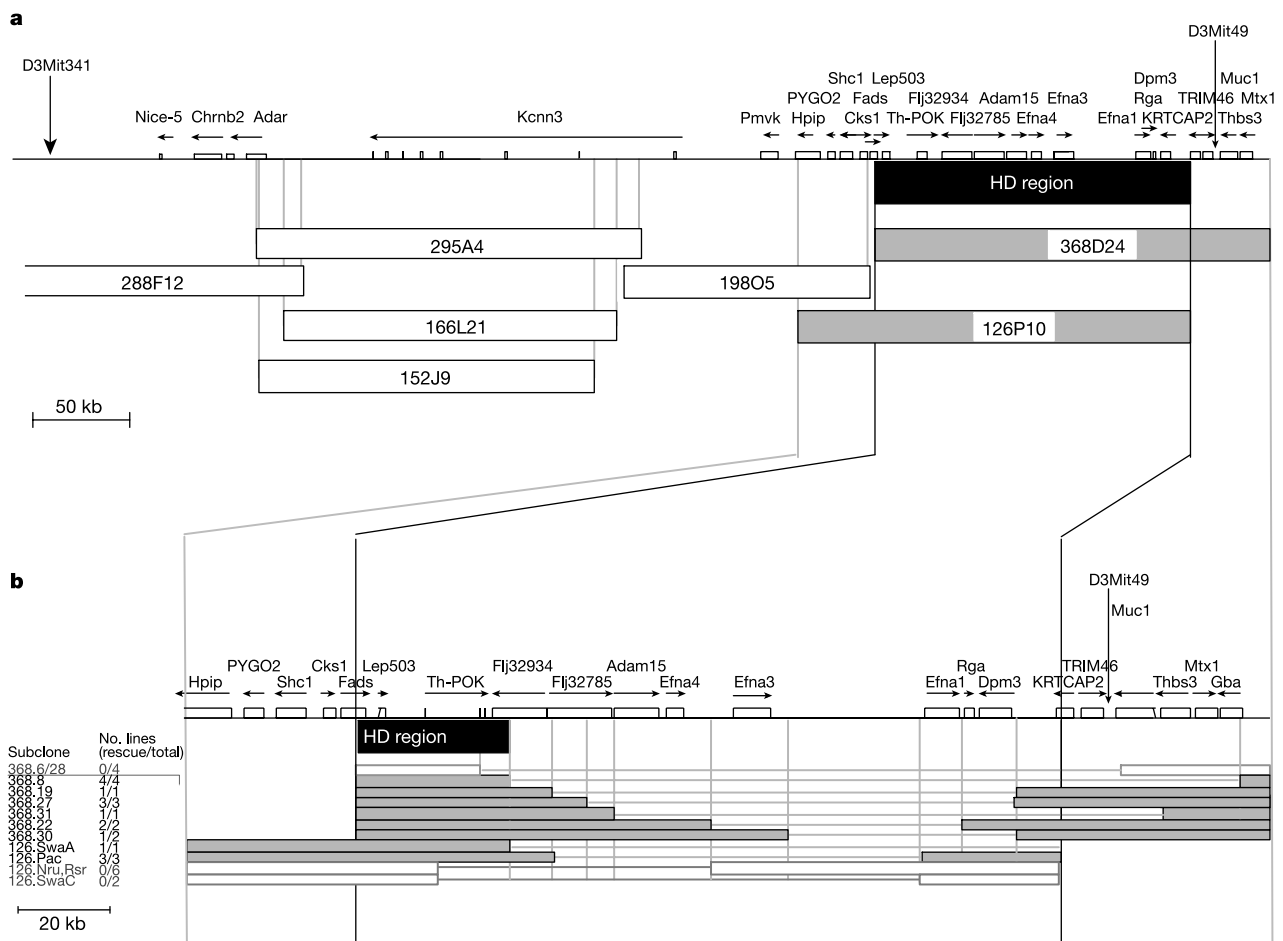 a
D3Mit49
D3Mit341
Shc1 Lep503 Dpm3 Muc1
PYGO2 Fads Flj32934 Adam15 Efna3 Rga TRIM46 Mtx1
Nice-5 Chrnb2 Adar Kcnn3 Pmvk Hpip Cks1 Th-POK Flj32785 Efna4 Efna1 KRTCAP2 Thbs3
HD region
295A4 368D24
288F12 198O5
166L21 126P10
152J9
50 kb
b
D3Mit49
Muc1
Cks1 Lep503 Flj32934 Adam15 Rga TRIM46 Mtx1
PYGO2
Hpip Shc1 Fads Th-POK Flj32785 Efna4 Efna3 Efna1 Dpm3 KRTCAP2 Thbs3 Gba
HD region
Subclone No. lines (rescue/total)
368.6/28 0/4
368.8 4/4
368.19 1/1
368.27 3/3
368.31 1/1
368.22 2/2
368.30 1/2
126.SwaA 1/1
126.Pac 3/3
126.Nru,Rsr 0/6
126.SwaC 0/2
20 kb